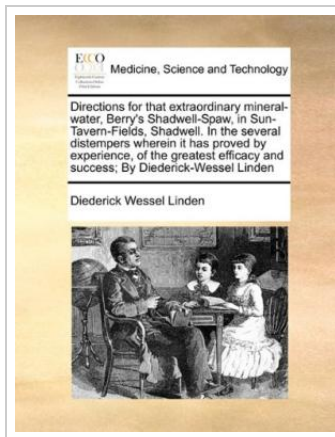 ECCO
Medicine, Science and Technology
Directions for that extraordinary mineral-
water, Berry's Shadwell-Spaw, in Sun-
Tavern-Fields, Shadwell. In the several
distempers wherein it has proved by
experience, of the greatest efficacy and
success; By Diederick-Wessel Linden
Diederick Wessel Linden